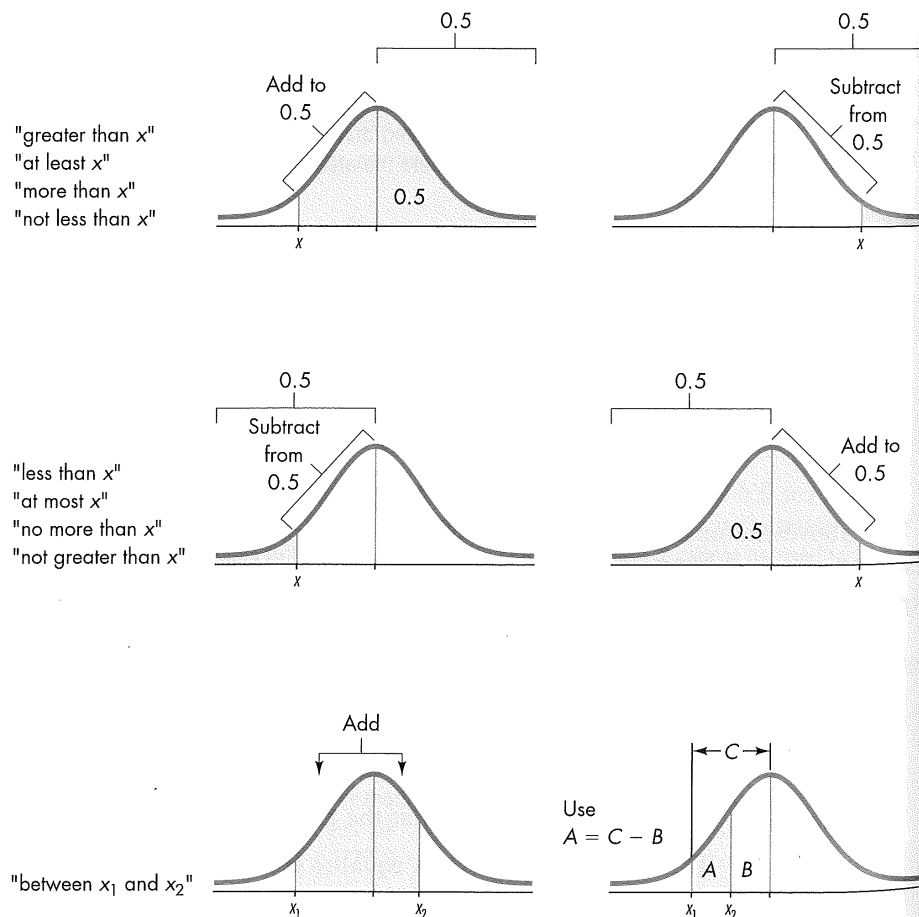 0.5
Add to
0.5
"greater than x"
"at least x"
"more than x"
"not less than x"
0.5
x
0.5
Subtract
from
0.5
x
0.5
Subtract
from
0.5
"less than x"
"at most x"
"no more than x"
"not greater than x"
x
0.5
Add to
0.5
0.5
x
Add
"between x₁ and x₂"
x₁ x₂
C
Use
A = C − B
A B
x₁ x₂